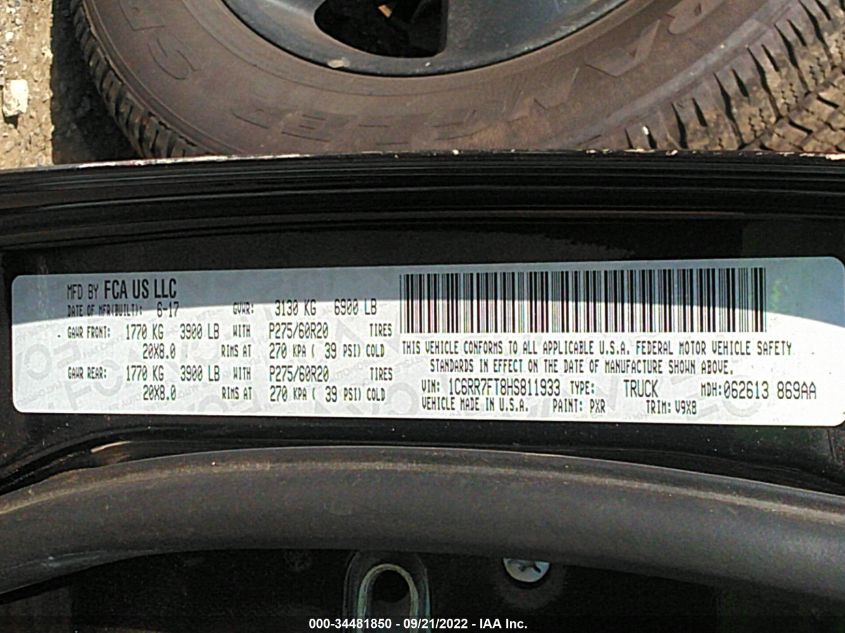 MFD BY FCA US LLC
DATE OF MFR(BUILT): 6-17 GVWR: 3130 KG 6900 LB
GAWR FRONT: 1770 KG 3900 LB WITH P275/60R20 TIRES
20X8.0 RIMS AT 270 KPA ( 39 PSI) COLD
GAWR REAR: 1770 KG 3900 LB WITH P275/60R20 TIRES
20X8.0 RIMS AT 270 KPA ( 39 PSI) COLD
THIS VEHICLE CONFORMS TO ALL APPLICABLE U.S.A. FEDERAL MOTOR VEHICLE SAFETY
STANDARDS IN EFFECT ON THE DATE OF MANUFACTURE SHOWN ABOVE.
VIN: 1C6RR7FT8HS811933 TYPE: TRUCK MDH: 062613 869AA
VEHICLE MADE IN U.S.A. PAINT: PXR TRIM: V9X8
000-34481850 - 09/21/2022 - IAA Inc.